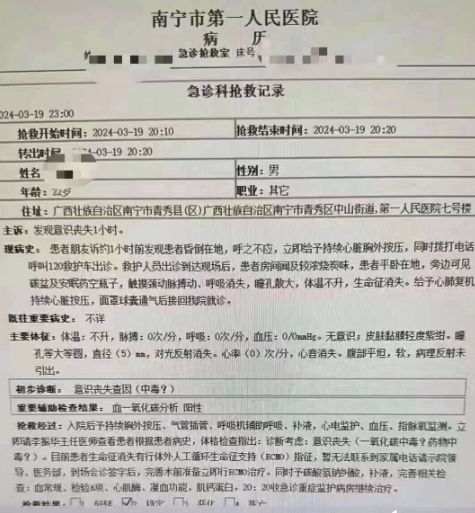 南宁市第一人民医院
病 历
急诊抢救室 床号
急诊科抢救记录
2024-03-19 23:00
抢救开始时间：2024-03-19 20:10 抢救结束时间：2024-03-19 20:20
转出时间：2024-03-19 20:20
姓名 性别：男
年龄：22岁 职业：其它
住址：广西壮族自治区南宁市青秀县(区)广西壮族自治区南宁市青秀区中山街道,第一人民医院七号楼
主诉：发现意识丧失1小时。
现病史： 患者朋友诉约1小时前发现患者昏倒在地，呼之不应，立即给予持续心脏胸外按压，同时拨打电话
呼叫120救护车出诊。救护人员出诊到达现场后，患者房间闻及较浓烧炭味，患者平卧在地，旁边可见
碳盆及安眠药空瓶子，触摸颈动脉搏动、呼吸消失，瞳孔散大，体温不升，生命征消失。给予心肺复机
持续心脏按压，面罩球囊通气后接回我院就诊。
既往重要病史： 不详
主要体征：体温：不升，脉搏：0次/分，呼吸：0次/分，血压：0/0mmHg。无意识；皮肤黏膜轻度紫绀。瞳
孔等大等圆，直径（5）mm，对光反射消失。心率（0）次/分，心音消失。腹部平坦，软，病理反射未
引出。
初步诊断： 意识丧失查因（中毒？）
重要辅助检查结果： 血一氧化碳分析 阳性
抢救经过：入院后予持续胸外按压、气管插管、呼吸机辅助呼吸、补液，心电监护、血压、指脉氧监测。立
即请李振华主任医师查看患者根据患者病史，体格检查指出：诊断考虑：意识丧失（一氧化碳中毒？药物中
毒？）。目前患者生命征消失有行体外人工循环生命征支持（ECMO）指征，暂无法联系到家属电话请示院领
导、医务部，到场会诊签字后，完善术前准备立即行ECMO治疗。同时予碳酸氢钠护酸，补液，完善相关检
查：血常规、检验X项、心肌酶、凝血功能，肌钙蛋白。20：20收急诊重症监护病房继续治疗。
抢救结果： 1. 好转 2. 稳定 3. 恶化 4. 死亡